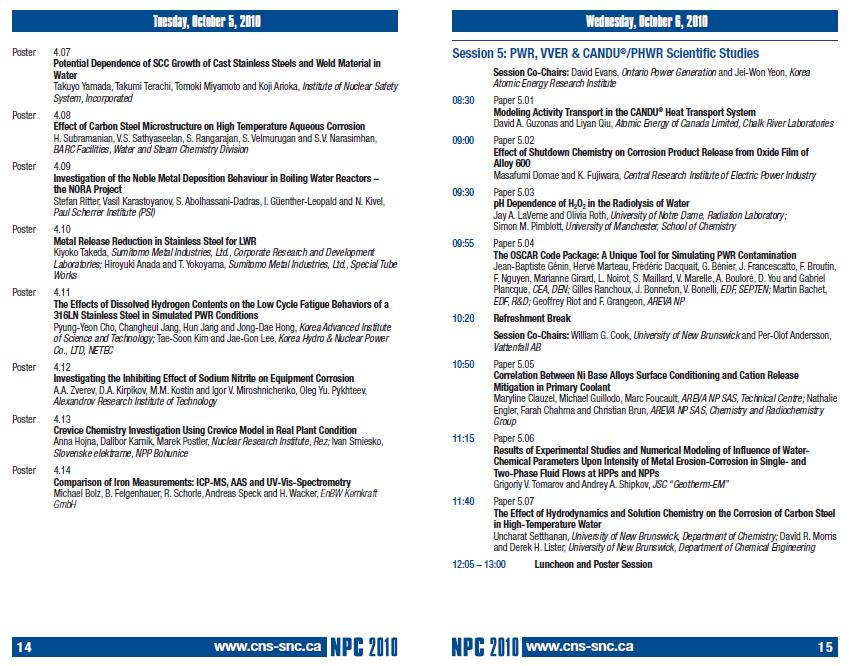 Tuesday, October 5, 2010
Poster 4.07
Potential Dependence of SCC Growth of Cast Stainless Steels and Weld Material in
Water
Takuyo Yamada, Takumi Terachi, Tomoki Miyamoto and Koji Arioka, Institute of Nuclear Safety
System, Incorporated
Poster 4.08
Effect of Carbon Steel Microstructure on High Temperature Aqueous Corrosion
H. Subramanian, V.S. Sathyaseelan, S. Rangarajan, S. Velmurugan and S.V. Narasimhan,
BARC Facilities, Water and Steam Chemistry Division
Poster 4.09
Investigation of the Noble Metal Deposition Behaviour in Boiling Water Reactors –
the NORA Project
Stefan Ritter, Vasil Karastoyanov, S. Abolhassani-Dadras, I. Güenther-Leopold and N. Kivel,
Paul Scherrer Institute (PSI)
Poster 4.10
Metal Release Reduction in Stainless Steel for LWR
Kiyoko Takeda, Sumitomo Metal Industries, Ltd., Corporate Research and Development
Laboratories; Hiroyuki Anada and T. Yokoyama, Sumitomo Metal Industries, Ltd., Special Tube
Works
Poster 4.11
The Effects of Dissolved Hydrogen Contents on the Low Cycle Fatigue Behaviors of a
316LN Stainless Steel in Simulated PWR Conditions
Pyung-Yeon Cho, Changheui Jang, Hun Jang and Jong-Dae Hong, Korea Advanced Institute
of Science and Technology; Tae-Soon Kim and Jae-Gon Lee, Korea Hydro & Nuclear Power
Co., LTD, NETEC
Poster 4.12
Investigating the Inhibiting Effect of Sodium Nitrite on Equipment Corrosion
A.A. Zverev, D.A. Kirpikov, M.M. Kostin and Igor V. Miroshnichenko, Oleg Yu. Pykhteev,
Alexandrov Research Institute of Technology
Poster 4.13
Crevice Chemistry Investigation Using Crevice Model in Real Plant Condition
Anna Hojna, Dalibor Karnik, Marek Postler, Nuclear Research Institute, Rez; Ivan Smiesko,
Slovenske elektrarne, NPP Bohunice
Poster 4.14
Comparison of Iron Measurements: ICP-MS, AAS and UV-Vis-Spectrometry
Michael Bolz, B. Felgenhauer, R. Schorle, Andreas Speck and H. Wacker, EnBW Kernkraft
GmbH
14 www.cns-snc.ca NPC 2010
Wednesday, October 6, 2010
Session 5: PWR, VVER & CANDU®/PHWR Scientific Studies
Session Co-Chairs: David Evans, Ontario Power Generation and Jei-Won Yeon, Korea
Atomic Energy Research Institute
08:30 Paper 5.01
Modeling Activity Transport in the CANDU® Heat Transport System
David A. Guzonas and Liyan Qiu, Atomic Energy of Canada Limited, Chalk River Laboratories
09:00 Paper 5.02
Effect of Shutdown Chemistry on Corrosion Product Release from Oxide Film of
Alloy 600
Masafumi Domae and K. Fujiwara, Central Research Institute of Electric Power Industry
09:30 Paper 5.03
pH Dependence of H₂O₂ in the Radiolysis of Water
Jay A. LaVerne and Olivia Roth, University of Notre Dame, Radiation Laboratory;
Simon M. Pimblott, University of Manchester, School of Chemistry
09:55 Paper 5.04
The OSCAR Code Package: A Unique Tool for Simulating PWR Contamination
Jean-Baptiste Génin, Hervé Marteau, Frédéric Dacquait, G. Bénier, J. Francescatto, F. Broutin,
F. Nguyen, Marianne Girard, L. Noirot, S. Maillard, V. Marelle, A. Bouloré, D. You and Gabriel
Plancque, CEA, DEN; Gilles Ranchoux, J. Bonnefon, V. Bonelli, EDF, SEPTEN; Martin Bachet,
EDF, R&D; Geoffrey Riot and F. Grangeon, AREVA NP
10:20 Refreshment Break
Session Co-Chairs: William G. Cook, University of New Brunswick and Per-Olof Andersson,
Vattenfall AB
10:50 Paper 5.05
Correlation Between Ni Base Alloys Surface Conditioning and Cation Release
Mitigation in Primary Coolant
Maryline Clauzel, Michael Guillodo, Marc Foucault, AREVA NP SAS, Technical Centre; Nathalie
Engler, Farah Chahma and Christian Brun, AREVA NP SAS, Chemistry and Radiochemistry
Group
11:15 Paper 5.06
Results of Experimental Studies and Numerical Modeling of Influence of Water-
Chemical Parameters Upon Intensity of Metal Erosion-Corrosion in Single- and
Two-Phase Fluid Flows at HPPs and NPPs
Grigoriy V. Tomarov and Andrey A. Shipkov, JSC "Geotherm-EM"
11:40 Paper 5.07
The Effect of Hydrodynamics and Solution Chemistry on the Corrosion of Carbon Steel
in High-Temperature Water
Uncharat Setthanan, University of New Brunswick, Department of Chemistry; David R. Morris
and Derek H. Lister, University of New Brunswick, Department of Chemical Engineering
12:05 – 13:00 Luncheon and Poster Session
NPC 2010 www.cns-snc.ca 15